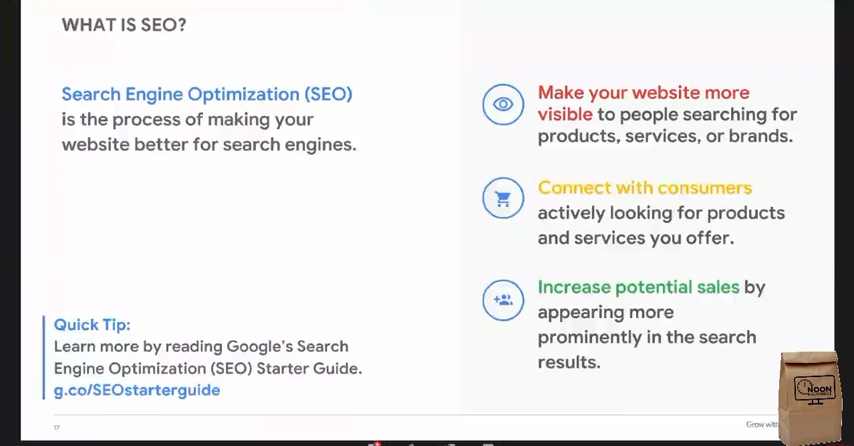 WHAT IS SEO?
Search Engine Optimization (SEO)
is the process of making your
website better for search engines.
Make your website more
visible to people searching for
products, services, or brands.
Connect with consumers
actively looking for products
and services you offer.
Increase potential sales by
appearing more
prominently in the search
results.
Quick Tip:
Learn more by reading Google's Search
Engine Optimization (SEO) Starter Guide.
g.co/SEOstarterguide
17
Grow with
NOON